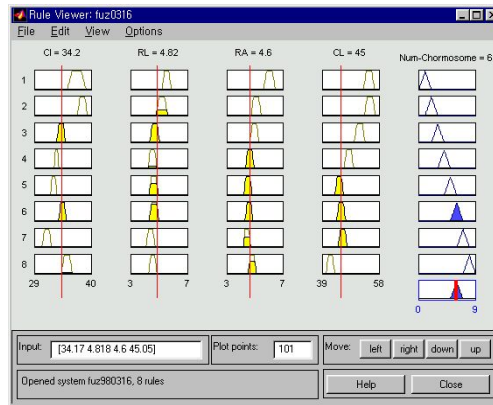 Rule Viewer: fuz0316
File Edit View Options
CI = 34.2 RL = 4.82 RA = 4.6 CL = 45 Num-Chormosome = 6
1
2
3
4
5
6
7
8
29 40 3 7 3 7 39 58
0 9
Input: [34.17 4.818 4.6 45.05] Plot points: 101 Move: left right down up
Opened system fuz980316, 8 rules Help Close